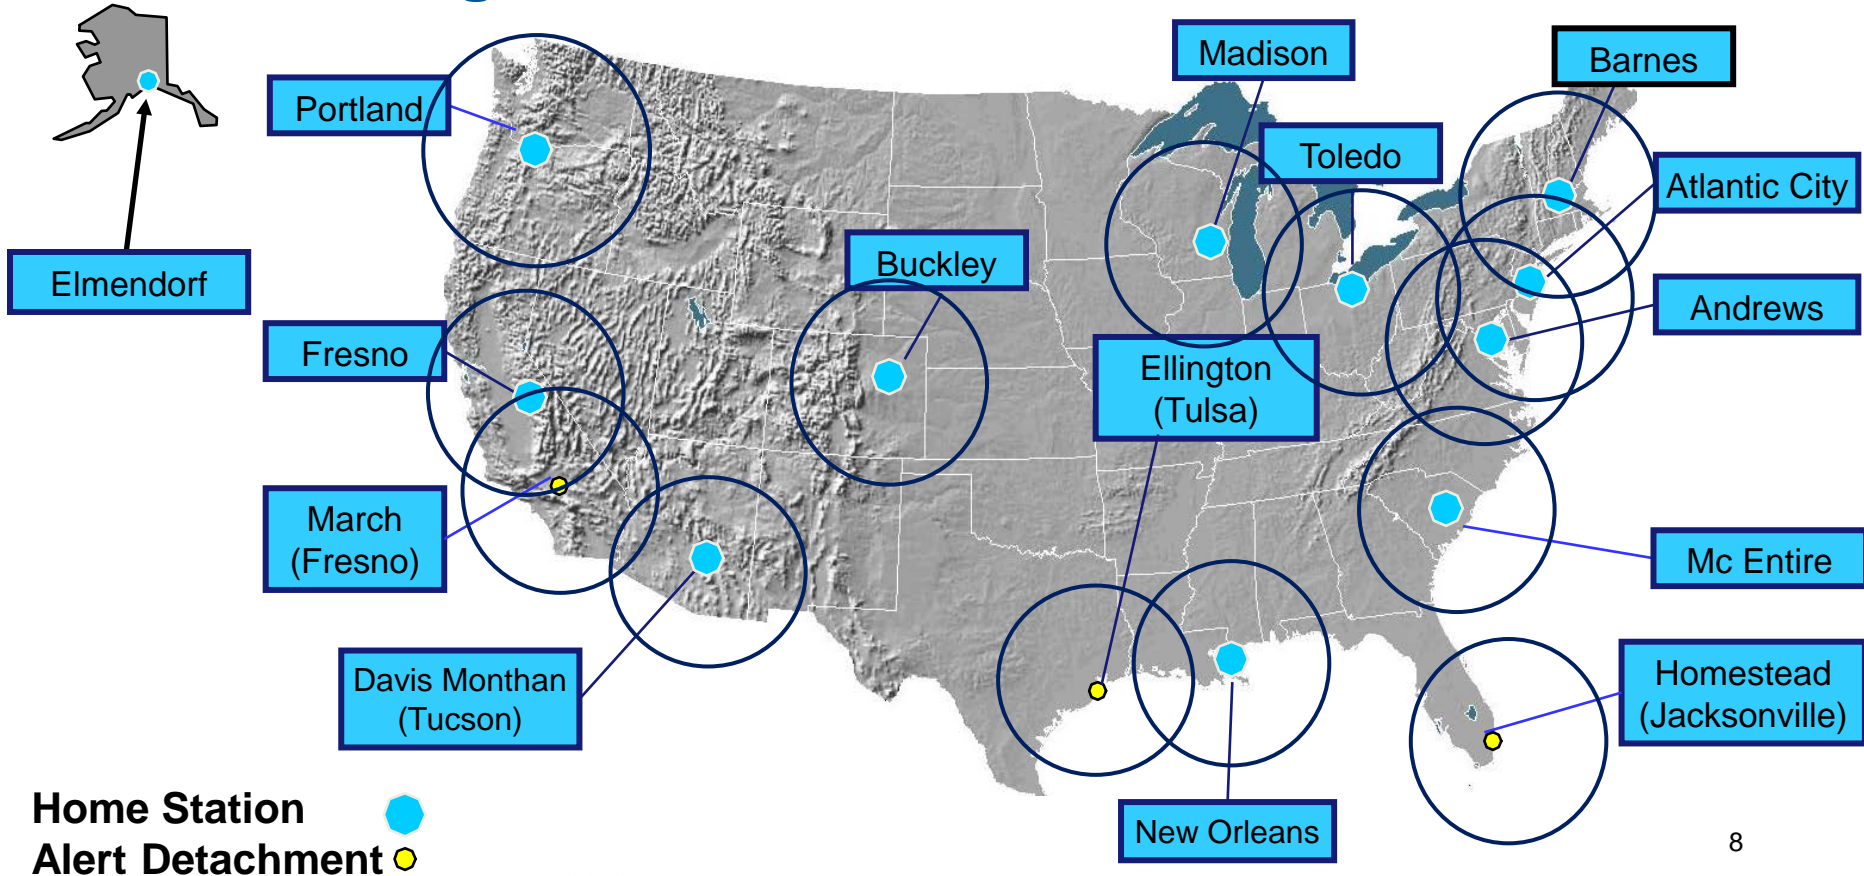 Madison
Barnes
Portland
Toledo
Atlantic City
Elmendorf
Buckley
Andrews
Fresno
Ellington
(Tulsa)
March
(Fresno)
Mc Entire
Davis Monthan
(Tucson)
Homestead
(Jacksonville)
New Orleans
Home Station
Alert Detachment
8